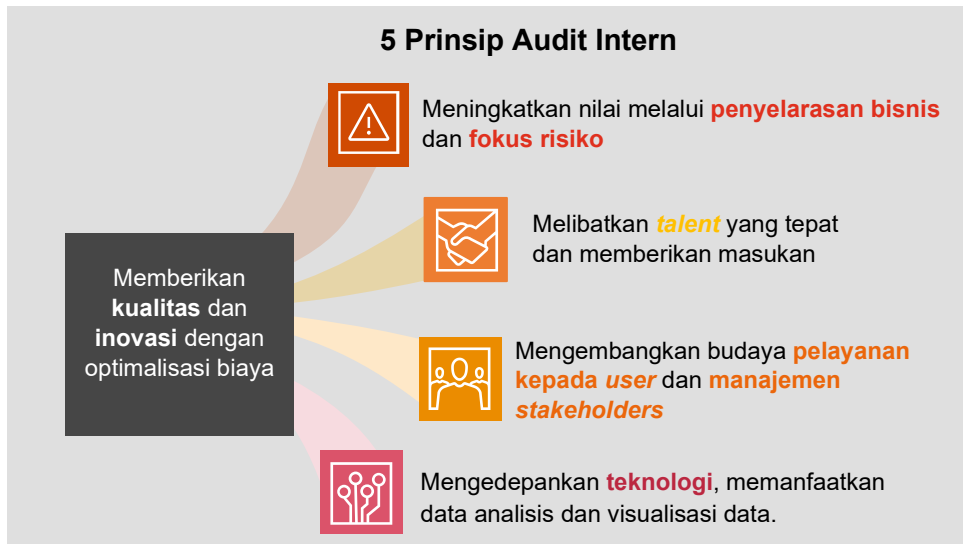 5 Prinsip Audit Intern
Meningkatkan nilai melalui penyelarasan bisnis
dan fokus risiko
Melibatkan talent yang tepat
dan memberikan masukan
Memberikan
kualitas dan
inovasi dengan
optimalisasi biaya
Mengembangkan budaya pelayanan
kepada user dan manajemen
stakeholders
Mengedepankan teknologi, memanfaatkan
data analisis dan visualisasi data.